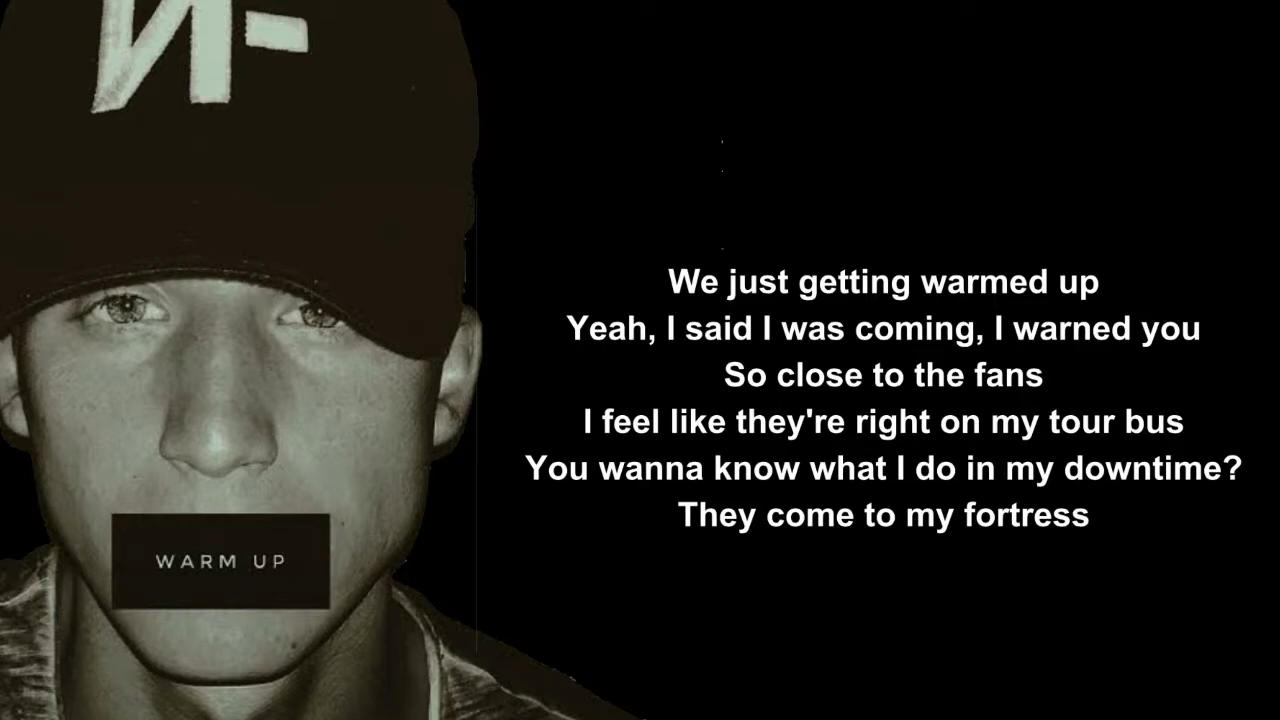 NF
WARM UP
We just getting warmed up
Yeah, I said I was coming, I warned you
So close to the fans
I feel like they're right on my tour bus
You wanna know what I do in my downtime?
They come to my fortress